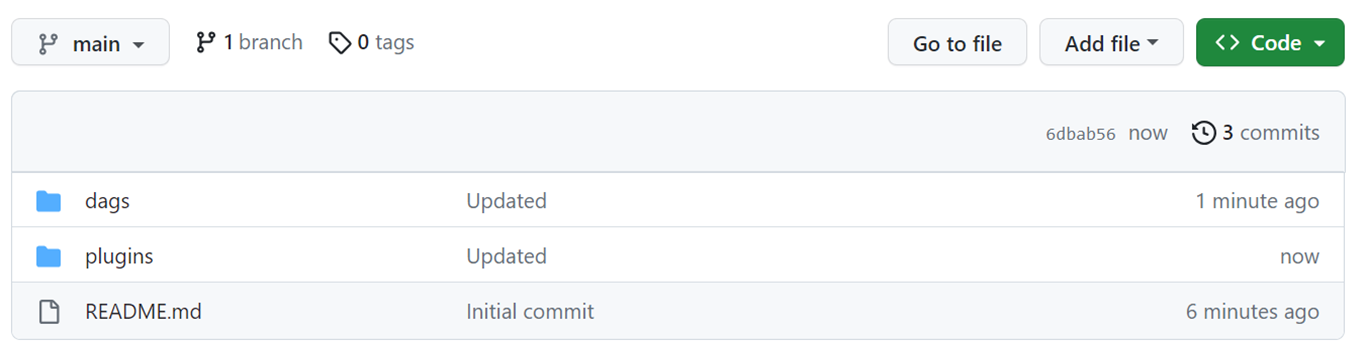 main 1 branch 0 tags Go to file Add file <> Code
6dbab56 now 3 commits
dags Updated 1 minute ago
plugins Updated now
README.md Initial commit 6 minutes ago